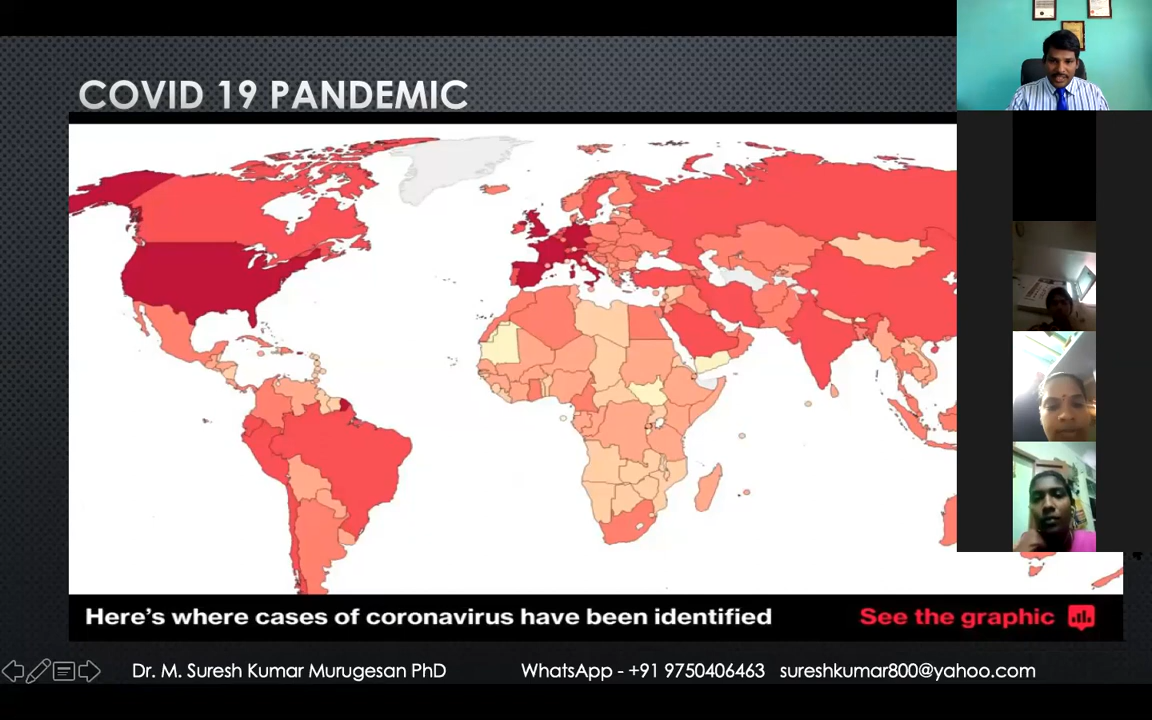 COVID 19 PANDEMIC
Here's where cases of coronavirus have been identified
See the graphic
Dr. M. Suresh Kumar Murugesan PhD
WhatsApp - +91 9750406463 sureshkumar800@yahoo.com